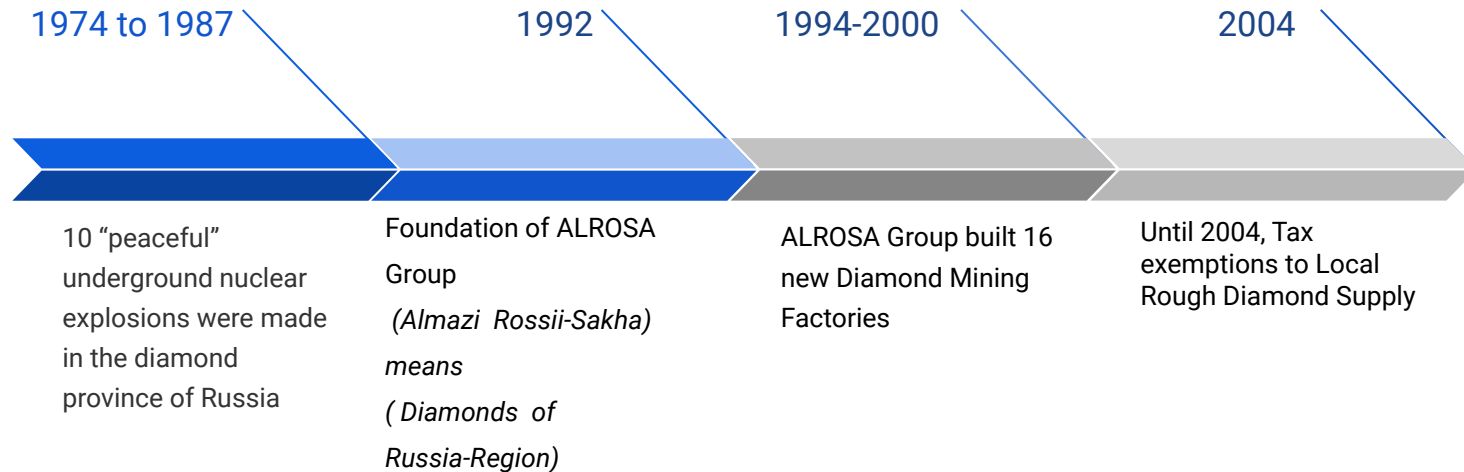 1974 to 1987
10 “peaceful”
underground nuclear
explosions were made
in the diamond
province of Russia
1992
Foundation of ALROSA
Group
(Almazi Rossii-Sakha)
means
( Diamonds of
Russia-Region)
1994-2000
ALROSA Group built 16
new Diamond Mining
Factories
2004
Until 2004, Tax
exemptions to Local
Rough Diamond Supply